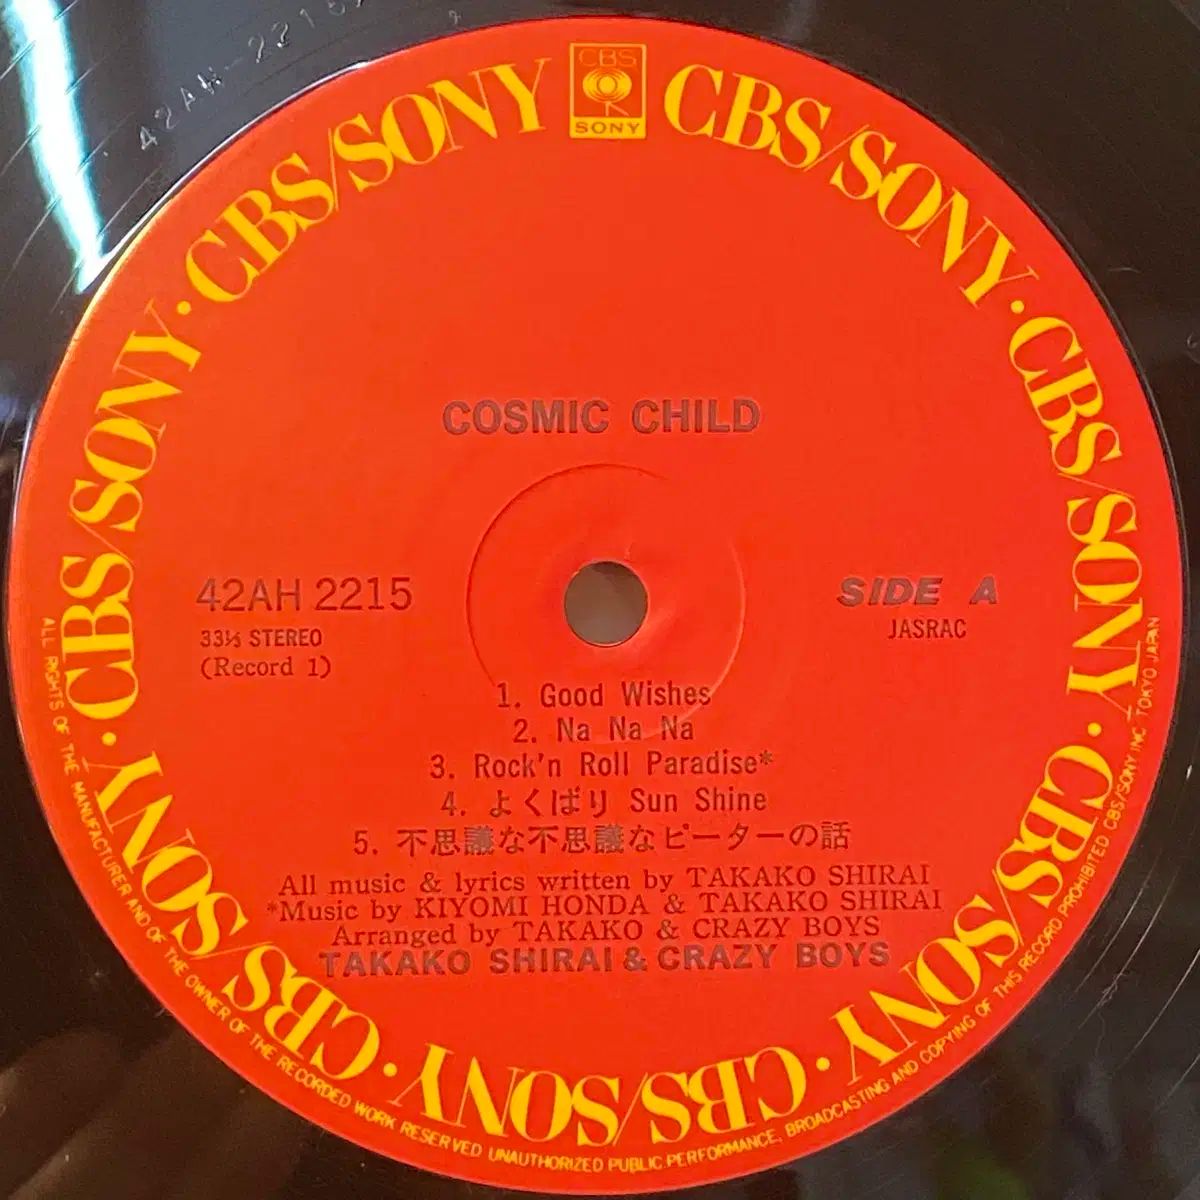 42AH-2215
CBS
SONY
CBS/SONY · CBS/SONY · CBS/SONY · CBS/SONY · CBS/SONY · CBS/SONY · CBS/SONY · CBS/SONY
COSMIC CHILD
42AH 2215
33⅓ STEREO
(Record 1)
SIDE A
JASRAC
1. Good Wishes
2. Na Na Na
3. Rock'n Roll Paradise*
4. よくばり Sun Shine
5. 不思議な不思議なピーターの話
All music & lyrics written by TAKAKO SHIRAI
*Music by KIYOMI HONDA & TAKAKO SHIRAI
Arranged by TAKAKO & CRAZY BOYS
TAKAKO SHIRAI & CRAZY BOYS
ALL RIGHTS OF THE MANUFACTURER AND OF THE OWNER OF THE RECORDED WORK RESERVED UNAUTHORIZED PUBLIC PERFORMANCE, BROADCASTING AND COPYING OF THIS RECORD PROHIBITED CBS/SONY INC. TOKYO JAPAN